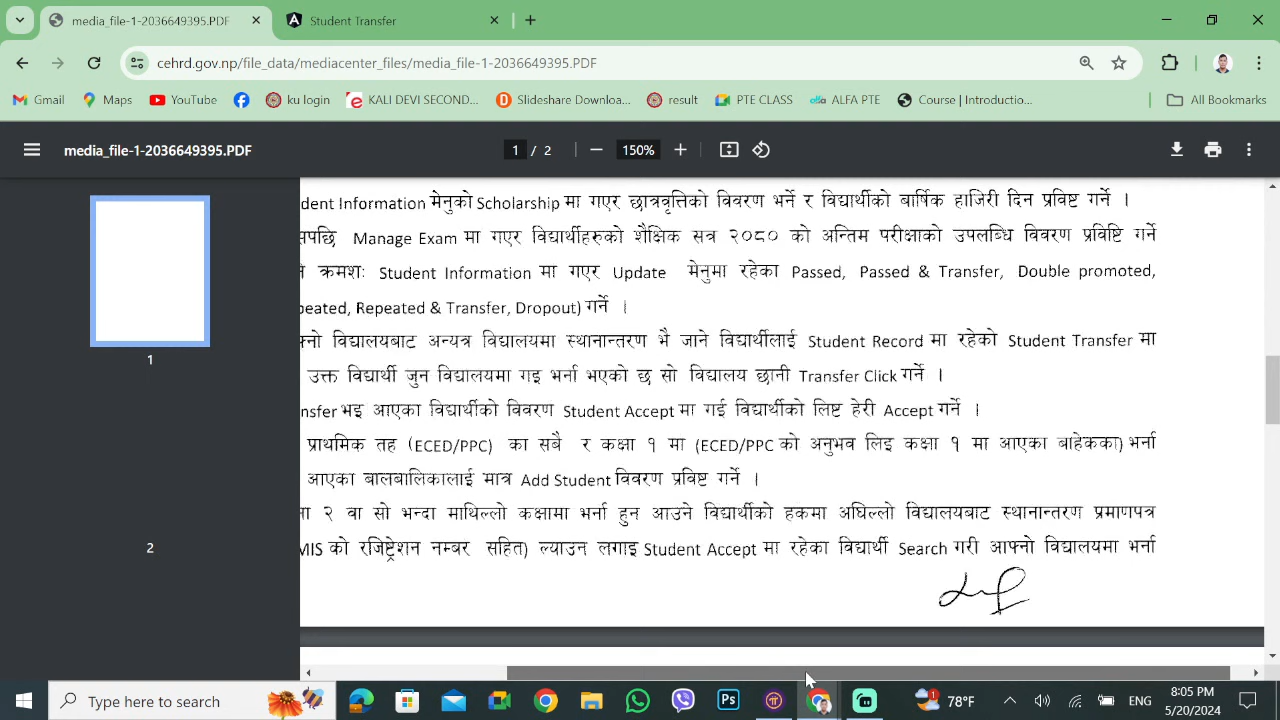 media_file-1-2036649395.PDF
Student Transfer
cehrd.gov.np/file_data/mediacenter_files/media_file-1-2036649395.PDF
Gmail
Maps
YouTube
ku login
KALI DEVI SECOND...
Slideshare Downloa...
result
PTE CLASS
alfa ALFA PTE
Course | Introductio...
All Bookmarks
media_file-1-2036649395.PDF
1 / 2
150%
1
2
dent Information मेनुको Scholarship मा गएर छात्रवृत्तिको विवरण भर्ने र विद्यार्थीको बार्षिक हाजिरी दिन प्रविष्ट गर्ने ।
सपछि Manage Exam मा गएर विद्यार्थीहरुको शैक्षिक सत्र २०८० को अन्तिम परीक्षाको उपलब्धि विवरण प्रविष्टि गर्ने
क्रमशः Student Information मा गएर Update मेनुमा रहेका Passed, Passed & Transfer, Double promoted,
eated, Repeated & Transfer, Dropout) गर्ने ।
नो विद्यालयबाट अन्यत्र विद्यालयमा स्थानान्तरण भै जाने विद्यार्थीलाई Student Record मा रहेको Student Transfer मा
उक्त विद्यार्थी जुन विद्यालयमा गइ भर्ना भएको छ सो विद्यालय छानी Transfer Click गर्ने ।
nsfer भइ आएका विद्यार्थीको विवरण Student Accept मा गई विद्यार्थीको लिष्ट हेरी Accept गर्ने ।
प्राथमिक तह (ECED/PPC) का सबै र कक्षा १ मा (ECED/PPC को अनुभव लिइ कक्षा १ मा आएका बाहेकका) भर्ना
आएका बालबालिकालाई मात्र Add Student विवरण प्रविष्ट गर्ने ।
ा २ वा सो भन्दा माथिल्लो कक्षामा भर्ना हुन आउने विद्यार्थीको हकमा अघिल्लो विद्यालयबाट स्थानान्तरण प्रमाणपत्र
MIS को रजिष्ट्रेशन नम्बर सहित) ल्याउन लगाइ Student Accept मा रहेका विद्यार्थी Search गरी आफ्नो विद्यालयमा भर्ना
Type here to search
Ps
1
78°F
ENG
8:05 PM
5/20/2024